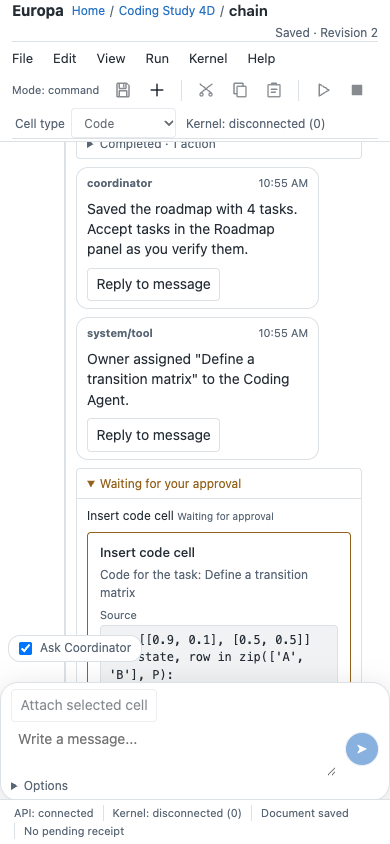 Europa Home / Coding Study 4D / chain
Saved · Revision 2
File Edit View Run Kernel Help
Mode: command
Cell type Code Kernel: disconnected (0)
Completed · 1 action
coordinator 10:55 AM
Saved the roadmap with 4 tasks.
Accept tasks in the Roadmap
panel as you verify them.
Reply to message
system/tool 10:55 AM
Owner assigned "Define a
transition matrix" to the Coding
Agent.
Reply to message
Waiting for your approval
Insert code cell Waiting for approval
Insert code cell
Code for the task: Define a transition
matrix
Source
[[0.9, 0.1], [0.5, 0.5]]
Ask Coordinator
state, row in zip(['A',
'B'], P):
Attach selected cell
Write a message...
Options
API: connected Kernel: disconnected (0) Document saved
No pending receipt